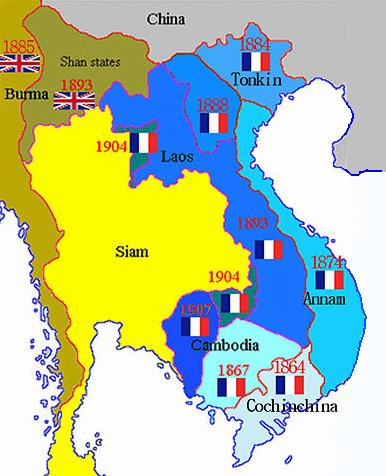 China
1885
1884
Shan states
Tonkin
Burma
1893
1888
1904
Laos
1893
Siam
1874
1904
Annam
1907
Cambodia
1867
1864
Cochinchina